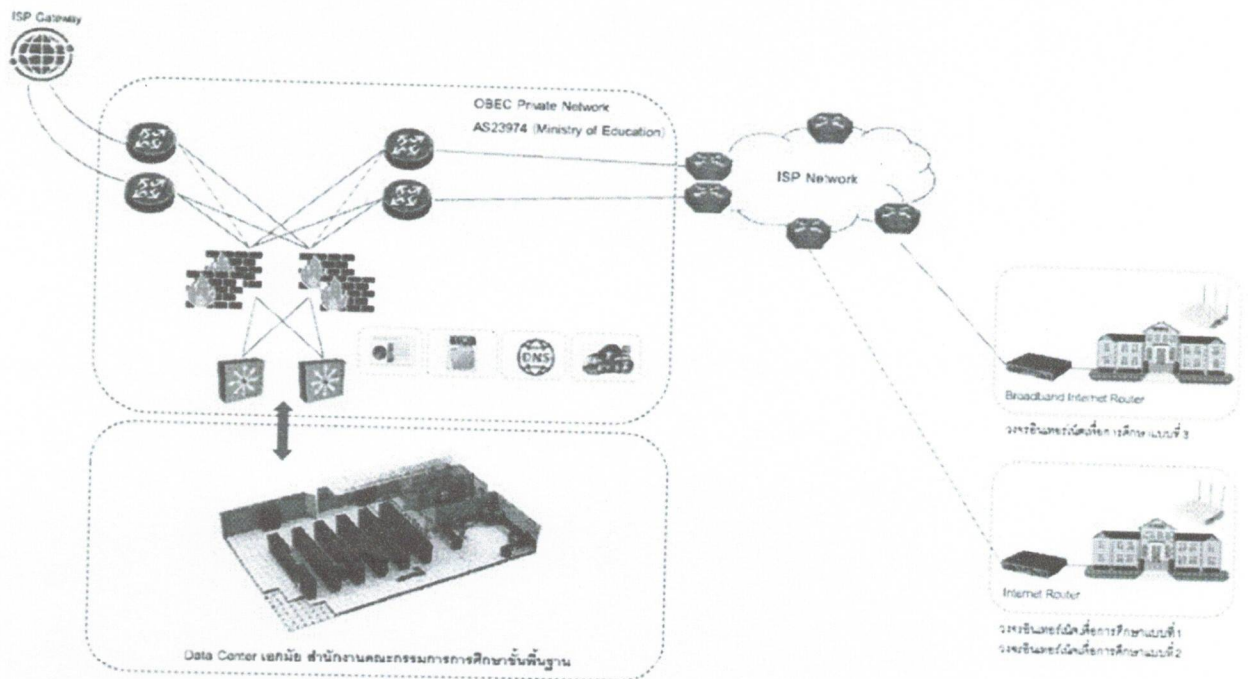 ISP Gateway
OBEC Private Network
AS23974 (Ministry of Education)
ISP Network
DNS
Broadband Internet Router
วงจรอินเทอร์เน็ตเพื่อการศึกษาแบบที่ 3
Internet Router
วงจรอินเทอร์เน็ตเพื่อการศึกษาแบบที่ 1
วงจรอินเทอร์เน็ตเพื่อการศึกษาแบบที่ 2
Data Center เอกมัย สำนักงานคณะกรรมการการศึกษาขั้นพื้นฐาน